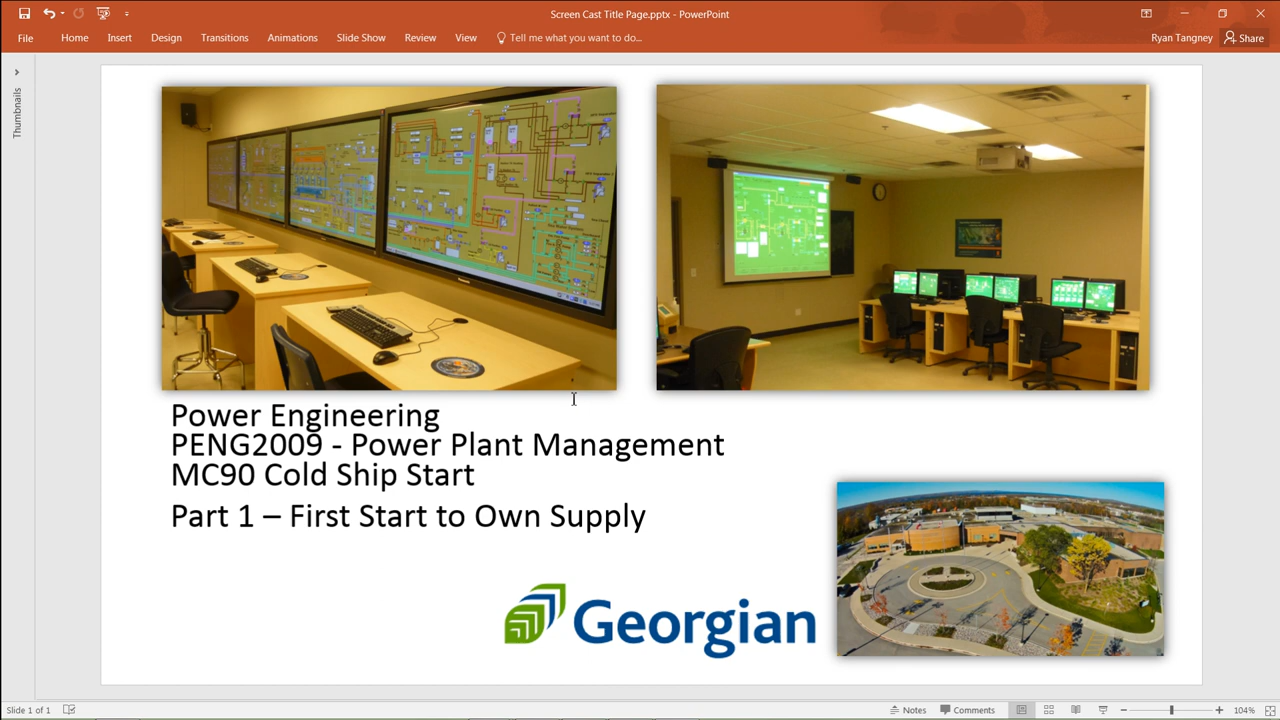 Screen Cast Title Page.pptx - PowerPoint
File Home Insert Design Transitions Animations Slide Show Review View Tell me what you want to do... Ryan Tangney Share
Thumbnails
Power Engineering
PENG2009 - Power Plant Management
MC90 Cold Ship Start
Part 1 – First Start to Own Supply
Georgian
Slide 1 of 1 Notes Comments 104%